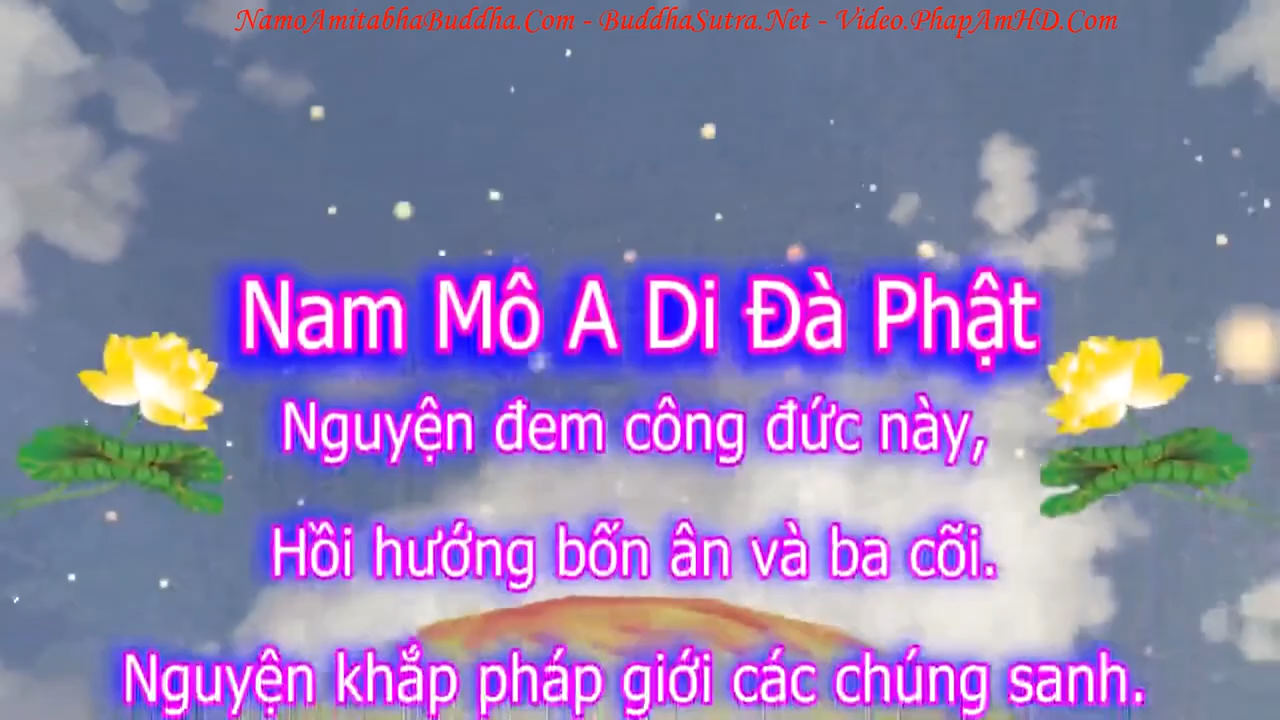 NamoAmitabhaBuddha.Com - BuddhaSutra.Net - Video.PhapAmHD.Com
Nam Mô A Di Đà Phật
Nguyện đem công đức này,
Hồi hướng bốn ân và ba cõi.
Nguyện khắp pháp giới các chúng sanh.